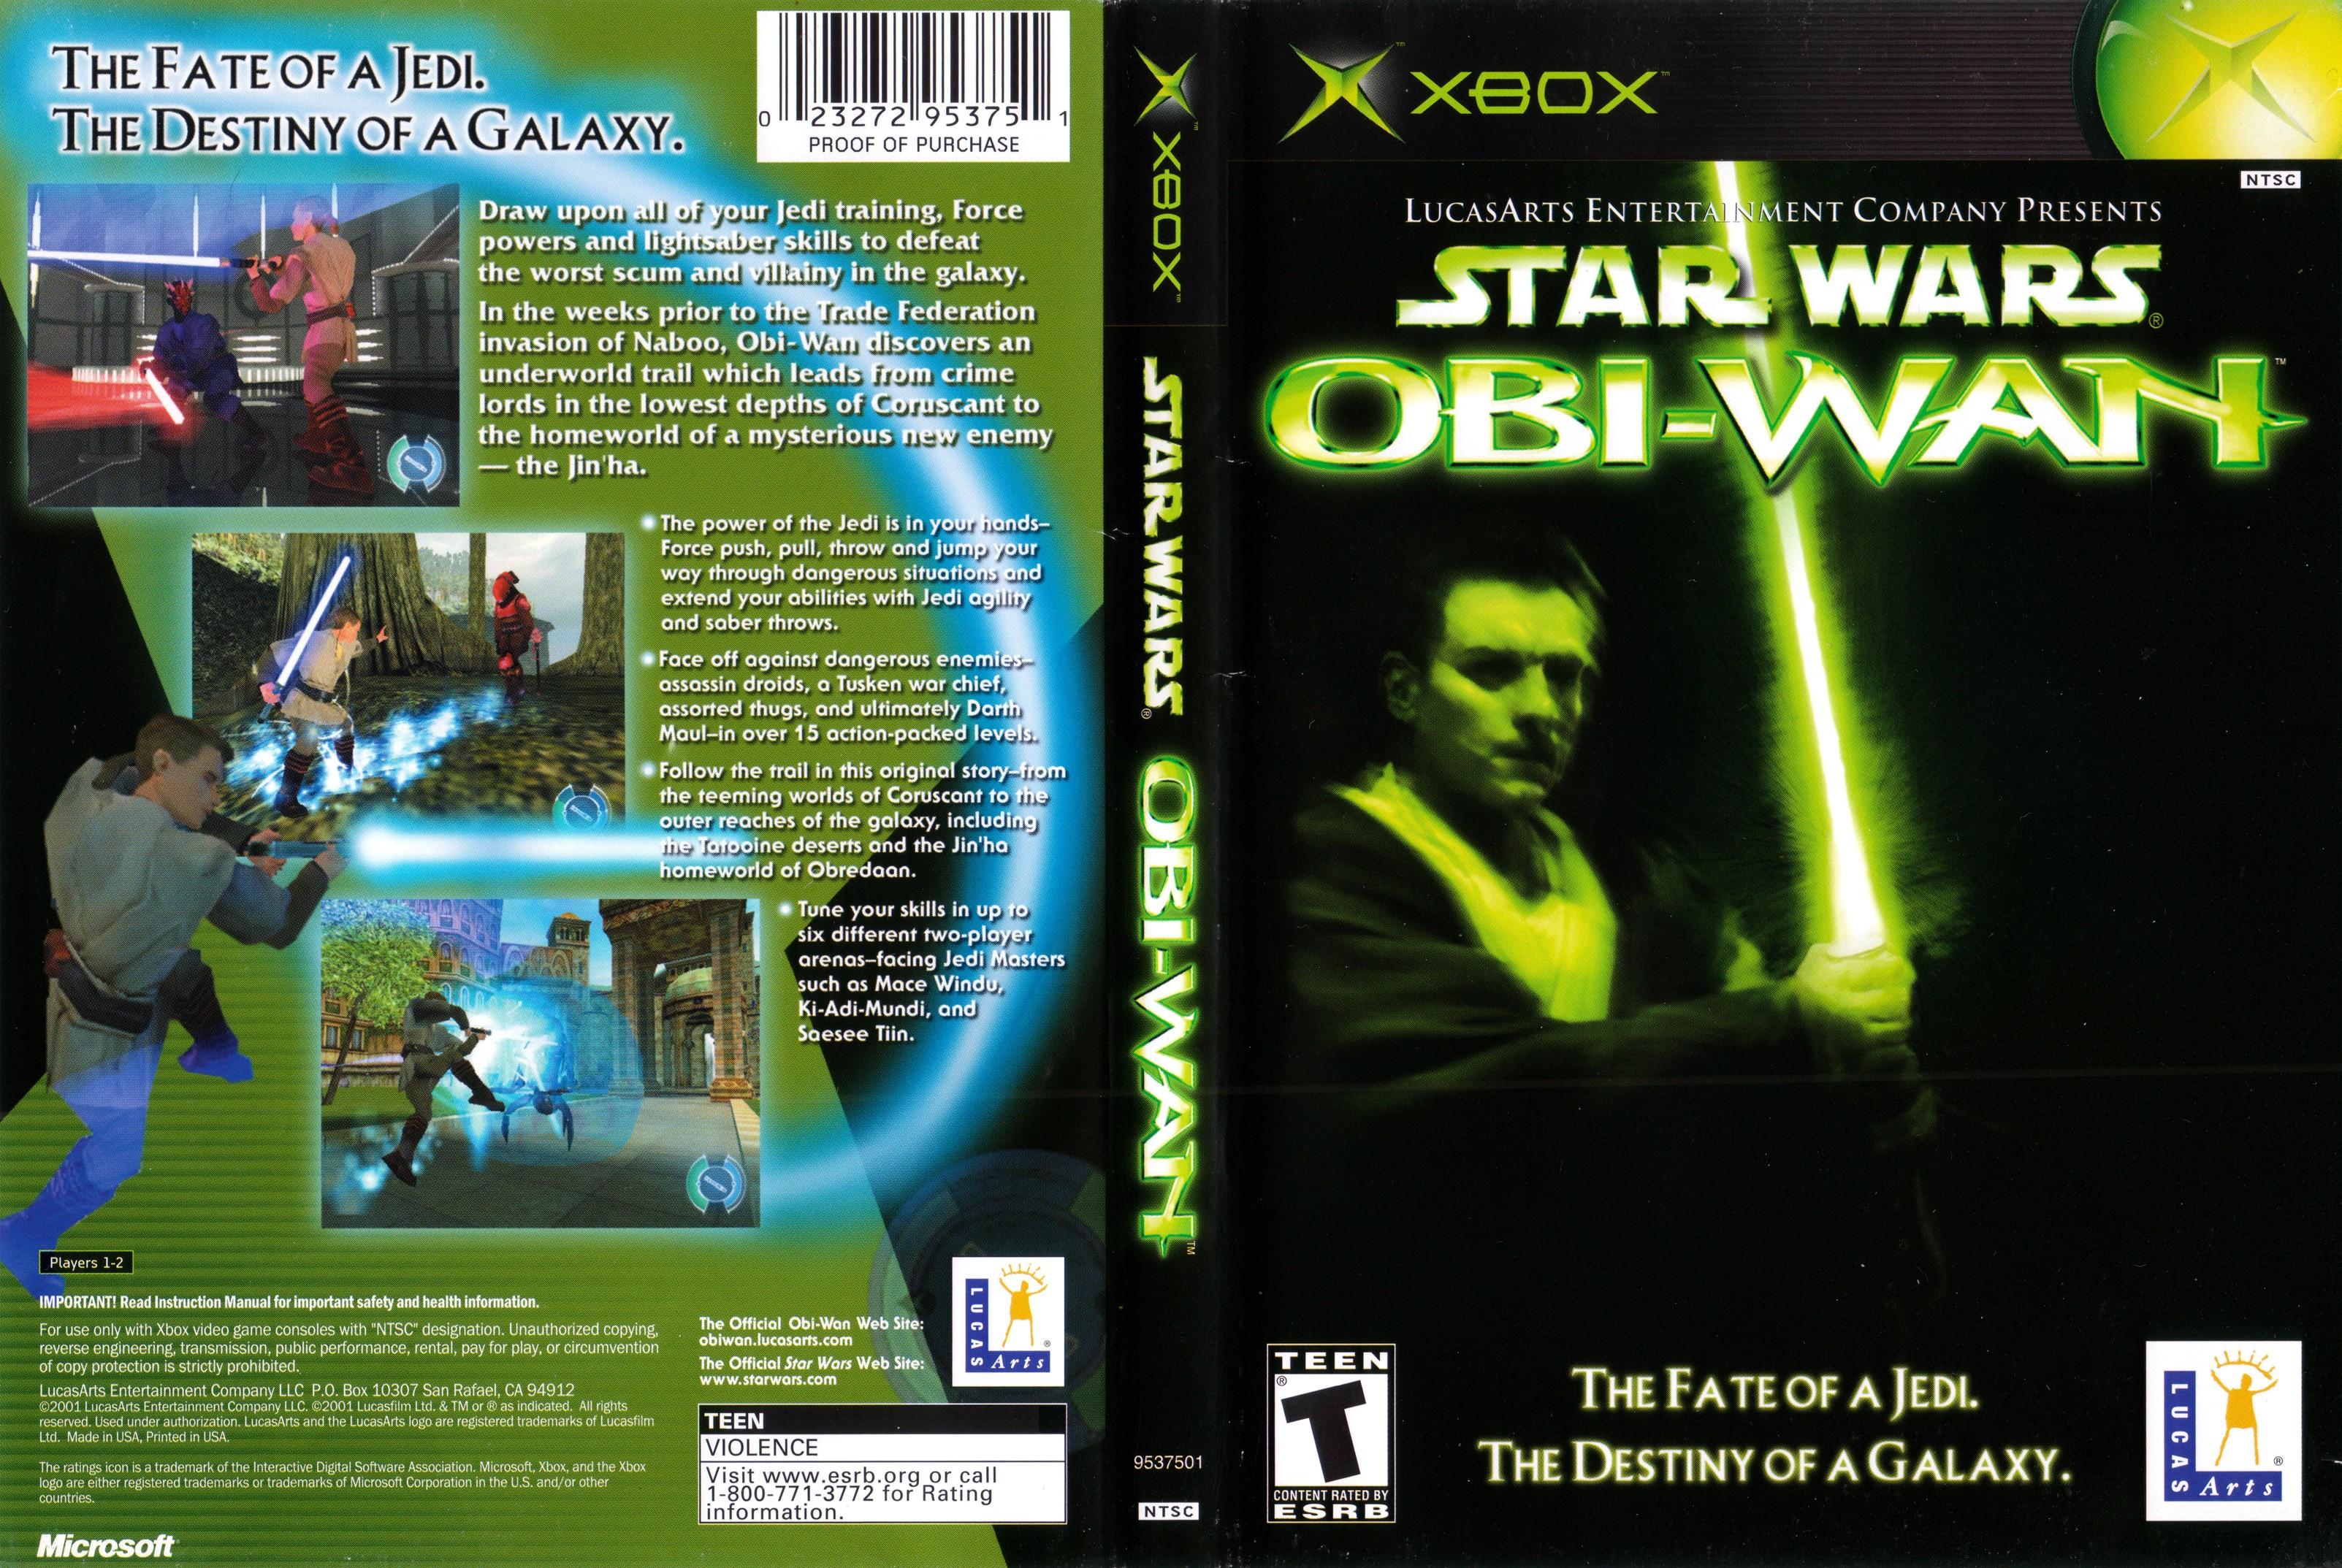 THE FATE OF A JEDI.
THE DESTINY OF A GALAXY.
0 23272 95375 1
PROOF OF PURCHASE
Draw upon all of your Jedi training, Force
powers and lightsaber skills to defeat
the worst scum and villainy in the galaxy.
In the weeks prior to the Trade Federation
invasion of Naboo, Obi-Wan discovers an
underworld trail which leads from crime
lords in the lowest depths of Coruscant to
the homeworld of a mysterious new enemy
— the Jin'ha.
The power of the Jedi is in your hands–
Force push, pull, throw and jump your
way through dangerous situations and
extend your abilities with Jedi agility
and saber throws.
Face off against dangerous enemies–
assassin droids, a Tusken war chief,
assorted thugs, and ultimately Darth
Maul–in over 15 action-packed levels.
Follow the trail in this original story–from
the teeming worlds of Coruscant to the
outer reaches of the galaxy, including
the Tatooine deserts and the Jin'ha
homeworld of Obredaan.
Tune your skills in up to
six different two-player
arenas–facing Jedi Masters
such as Mace Windu,
Ki-Adi-Mundi, and
Saesee Tiin.
Players 1-2
IMPORTANT! Read Instruction Manual for important safety and health information.
For use only with Xbox video game consoles with "NTSC" designation. Unauthorized copying,
reverse engineering, transmission, public performance, rental, pay for play, or circumvention
of copy protection is strictly prohibited.
LucasArts Entertainment Company LLC P.O. Box 10307 San Rafael, CA 94912
©2001 LucasArts Entertainment Company LLC. ©2001 Lucasfilm Ltd. & TM or ® as indicated. All rights
reserved. Used under authorization. LucasArts and the LucasArts logo are registered trademarks of Lucasfilm
Ltd. Made in USA, Printed in USA.
The ratings icon is a trademark of the Interactive Digital Software Association. Microsoft, Xbox, and the Xbox
logo are either registered trademarks or trademarks of Microsoft Corporation in the U.S. and/or other
countries.
Microsoft
The Official Obi-Wan Web Site:
obiwan.lucasarts.com
The Official Star Wars Web Site:
www.starwars.com
LUCAS
Arts ®
TEEN
VIOLENCE
Visit www.esrb.org or call
1-800-771-3772 for Rating
information.
XBOX™
STAR WARS®
OBI-WAN™
9537501
NTSC
™ XBOX™
NTSC
LUCASARTS ENTERTAINMENT COMPANY PRESENTS
STAR WARS®
OBI-WAN™
TEEN
® T
CONTENT RATED BY
ESRB
THE FATE OF A JEDI.
THE DESTINY OF A GALAXY.
LUCAS
Arts ®